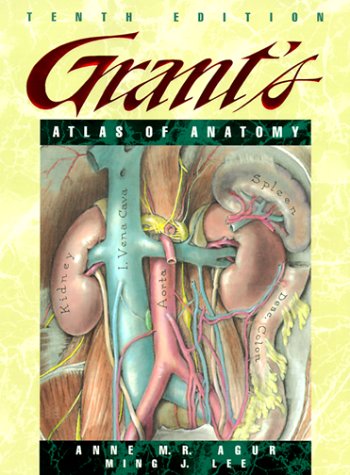 TENTH EDITION
Grant's
ATLAS OF ANATOMY
Spleen
I. Vena Cava
Kidney
Aorta
Desc. Colon
ANNE M.R. AGUR
MING J. LEE